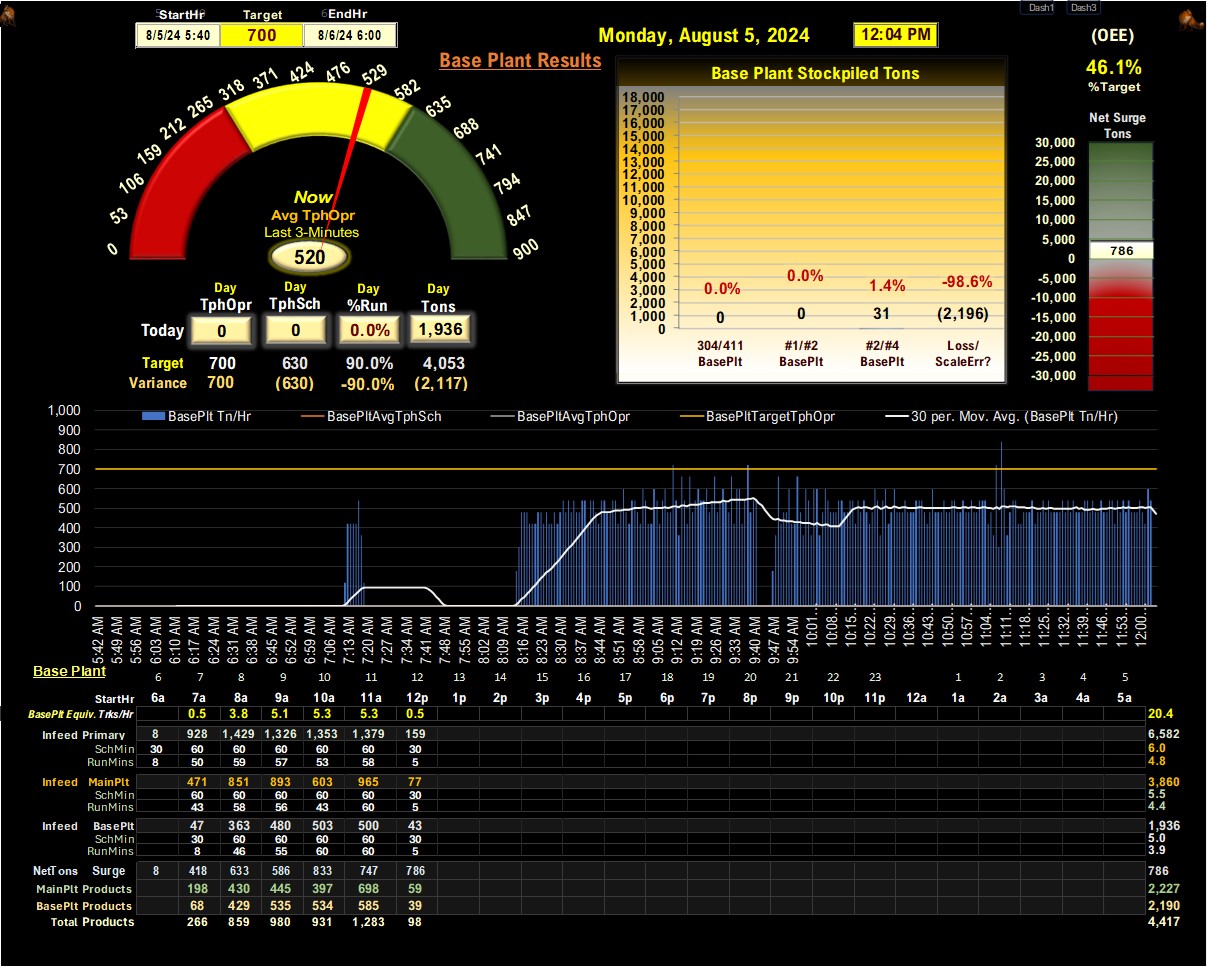 Dash1 Dash3
StartHr Target EndHr
8/5/24 5:40 700 8/6/24 6:00
Monday, August 5, 2024 12:04 PM
(OEE)
46.1%
%Target
Base Plant Results
0 53 106 159 212 265 318 371 424 476 529 582 635 688 741 794 847 900
Now
Avg TphOpr
Last 3-Minutes
520
Day Day Day Day
TphOpr TphSch %Run Tons
Today 0 0 0.0% 1,936
Target 700 630 90.0% 4,053
Variance 700 (630) -90.0% (2,117)
Base Plant Stockpiled Tons
18,000
17,000
16,000
15,000
14,000
13,000
12,000
11,000
10,000
9,000
8,000
7,000
6,000
5,000
4,000
3,000
2,000
1,000
0
0.0% 0.0% 1.4% -98.6%
0 0 31 (2,196)
304/411 #1/#2 #2/#4 Loss/
BasePlt BasePlt BasePlt ScaleErr?
Net Surge
Tons
30,000
25,000
20,000
15,000
10,000
5,000
786
0
-5,000
-10,000
-15,000
-20,000
-25,000
-30,000
BasePlt Tn/Hr BasePltAvgTphSch BasePltAvgTphOpr BasePltTargetTphOpr 30 per. Mov. Avg. (BasePlt Tn/Hr)
1,000
900
800
700
600
500
400
300
200
100
0
5:42 AM 5:49 AM 5:56 AM 6:03 AM 6:10 AM 6:17 AM 6:24 AM 6:31 AM 6:38 AM 6:45 AM 6:52 AM 6:59 AM 7:06 AM 7:13 AM 7:20 AM 7:27 AM 7:34 AM 7:41 AM 7:48 AM 7:55 AM 8:02 AM 8:09 AM 8:16 AM 8:23 AM 8:30 AM 8:37 AM 8:44 AM 8:51 AM 8:58 AM 9:05 AM 9:12 AM 9:19 AM 9:26 AM 9:33 AM 9:40 AM 9:47 AM 9:54 AM 10:01… 10:08… 10:15… 10:22… 10:29… 10:36… 10:43… 10:50… 10:57… 11:04… 11:11… 11:18… 11:25… 11:32… 11:39… 11:46… 11:53… 12:00…
Base Plant
6 7 8 9 10 11 12 13 14 15 16 17 18 19 20 21 22 23 1 2 3 4 5
StartHr 6a 7a 8a 9a 10a 11a 12p 1p 2p 3p 4p 5p 6p 7p 8p 9p 10p 11p 12a 1a 2a 3a 4a 5a
BasePlt Equiv. Trks/Hr 0.5 3.8 5.1 5.3 5.3 0.5 20.4
Infeed Primary 8 928 1,429 1,326 1,353 1,379 159 6,582
SchMin 30 60 60 60 60 60 30 6.0
RunMins 8 50 59 57 53 58 5 4.8
Infeed MainPlt 471 851 893 603 965 77 3,860
SchMin 60 60 60 60 60 30 5.5
RunMins 43 58 56 43 60 5 4.4
Infeed BasePlt 47 363 480 503 500 43 1,936
SchMin 30 60 60 60 60 30 5.0
RunMins 8 46 55 60 60 5 3.9
NetTons Surge 8 418 633 586 833 747 786 786
MainPlt Products 198 430 445 397 698 59 2,227
BasePlt Products 68 429 535 534 585 39 2,190
Total Products 266 859 980 931 1,283 98 4,417